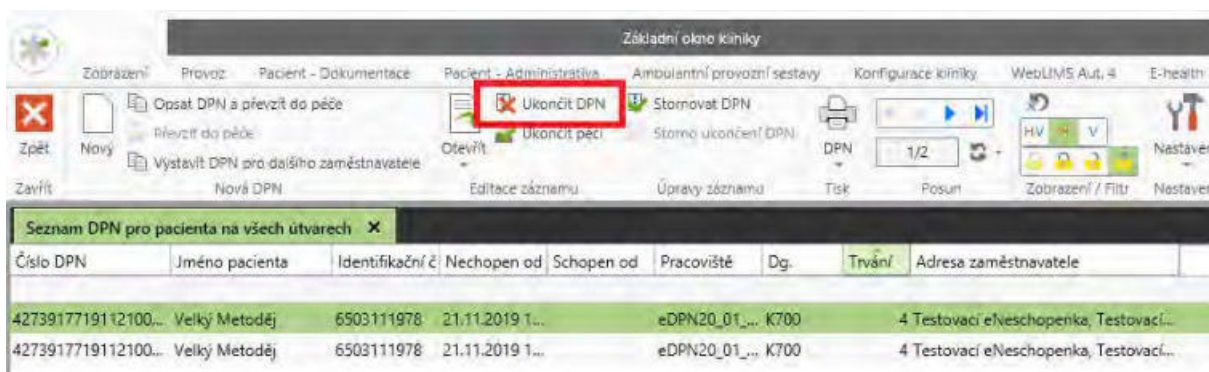 Základní okno kliniky
Zobrazení Provoz Pacient - Dokumentace Pacient - Administrativa Ambulantní provozní sestavy Konfigurace kliniky WebLIMS Aut. 4 E-health
Opsat DPN a převzít do péče Ukončit DPN Stornovat DPN
Převzít do péče Ukončit péči Storno ukončení DPN HV H V
Zpět Nový Vystavit DPN pro dalšího zaměstnavatele Otevřít DPN 1/2 Nastaven
Zavřít Nová DPN Editace záznamu Úpravy záznamu Tisk Posun Zobrazení / Filtr Nastaven
Seznam DPN pro pacienta na všech útvarech X
Číslo DPN Jméno pacienta Identifikační č Nechopen od Schopen od Pracoviště Dg. Trvání Adresa zaměstnavatele
4273917719112100... Velký Metoděj 6503111978 21.11.2019 1... eDPN20_01_... K700 4 Testovací eNeschopenka, Testovací...
4273917719112100... Velký Metoděj 6503111978 21.11.2019 1... eDPN20_01_... K700 4 Testovací eNeschopenka, Testovací...